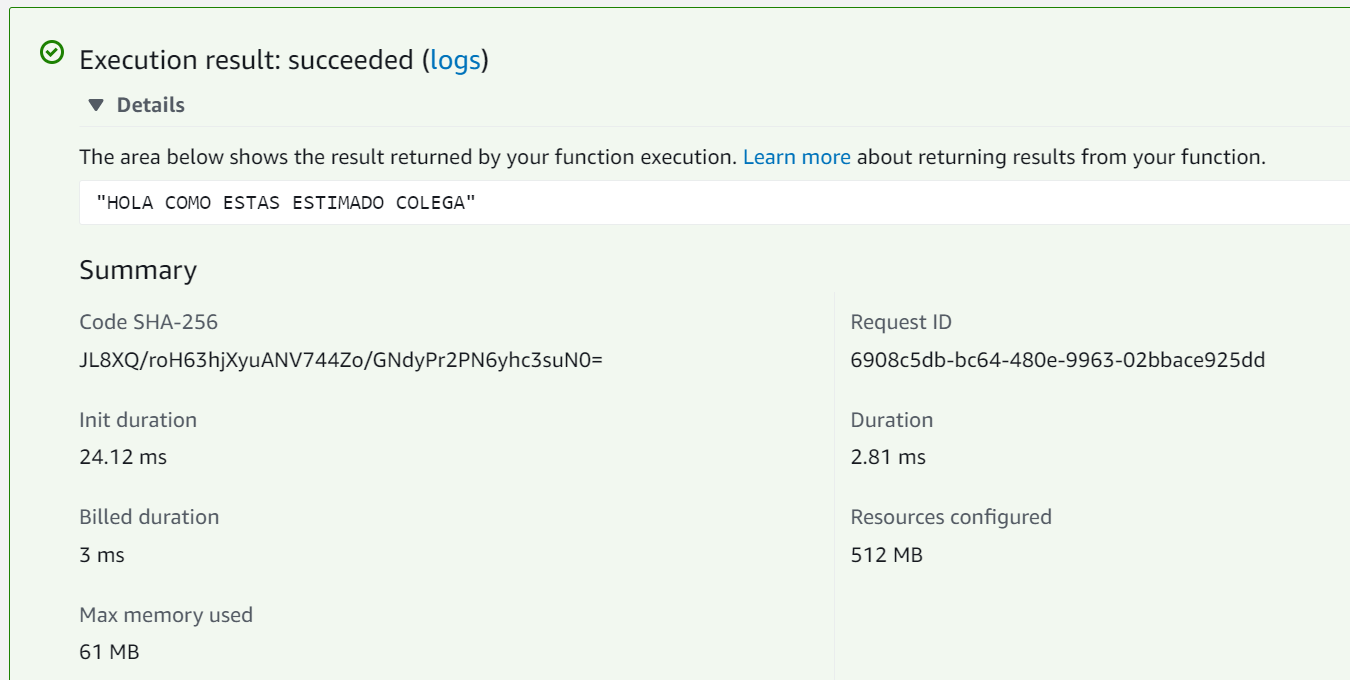 Execution result: succeeded (logs)
Details
The area below shows the result returned by your function execution. Learn more about returning results from your function.
"HOLA COMO ESTAS ESTIMADO COLEGA"
Summary
Code SHA-256
JL8XQ/roH63hjXyuANV744Zo/GNdyPr2PN6yhc3suN0=
Request ID
6908c5db-bc64-480e-9963-02bbace925dd
Init duration
24.12 ms
Duration
2.81 ms
Billed duration
3 ms
Resources configured
512 MB
Max memory used
61 MB